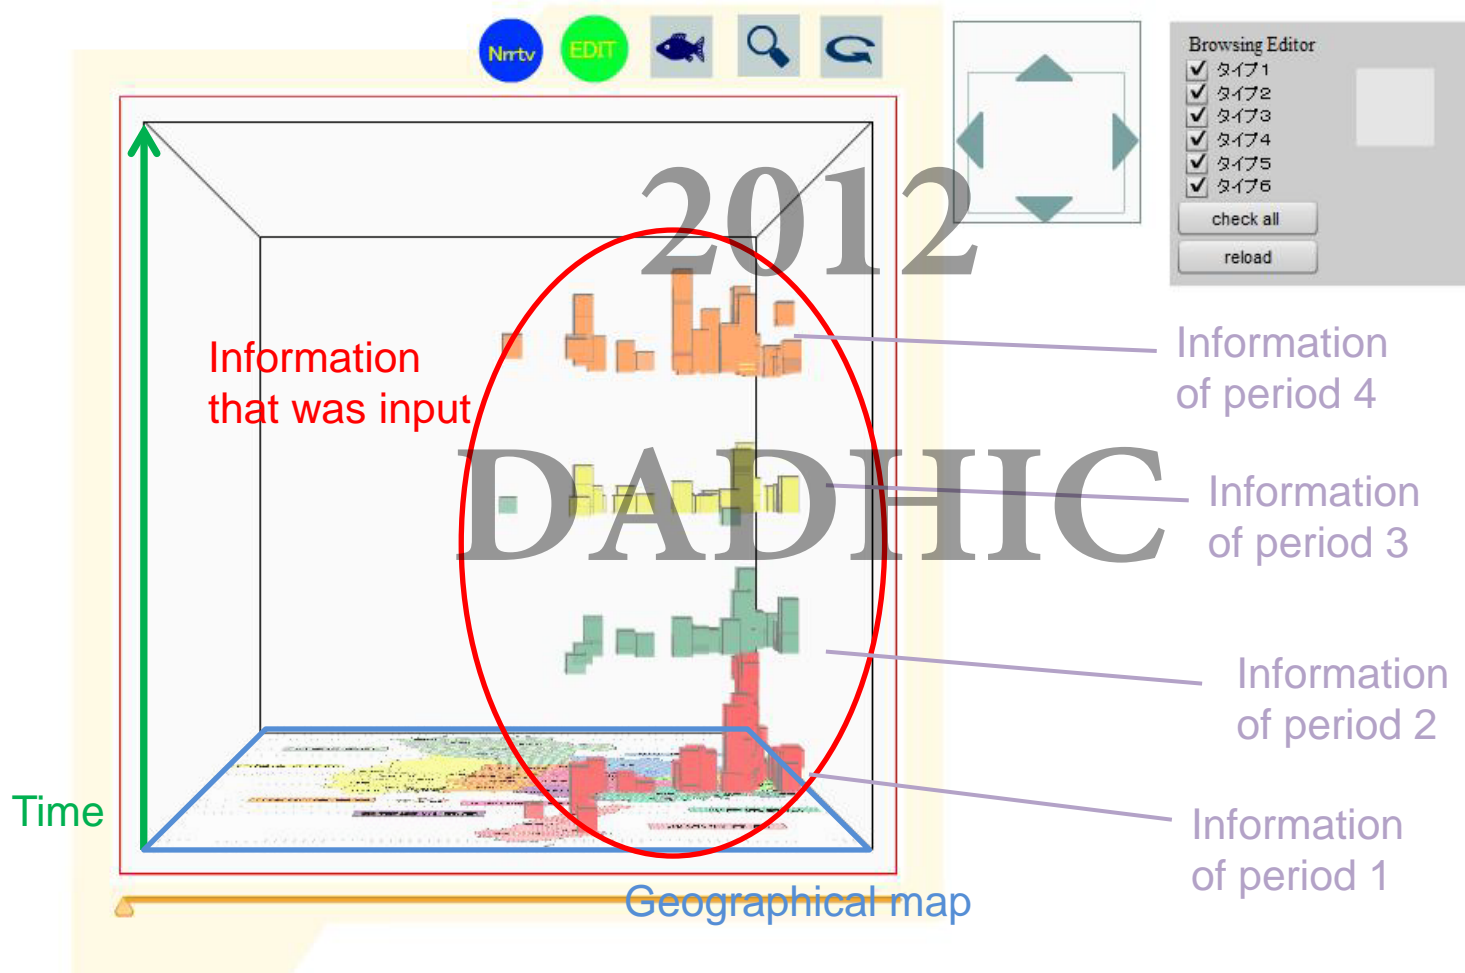 Nrrtv
EDIT
Browsing Editor
タイプ1
タイプ2
タイプ3
タイプ4
タイプ5
タイプ6
check all
reload
2012
DADHIC
Information
that was input
Information
of period 4
Information
of period 3
Information
of period 2
Information
of period 1
Time
Geographical map